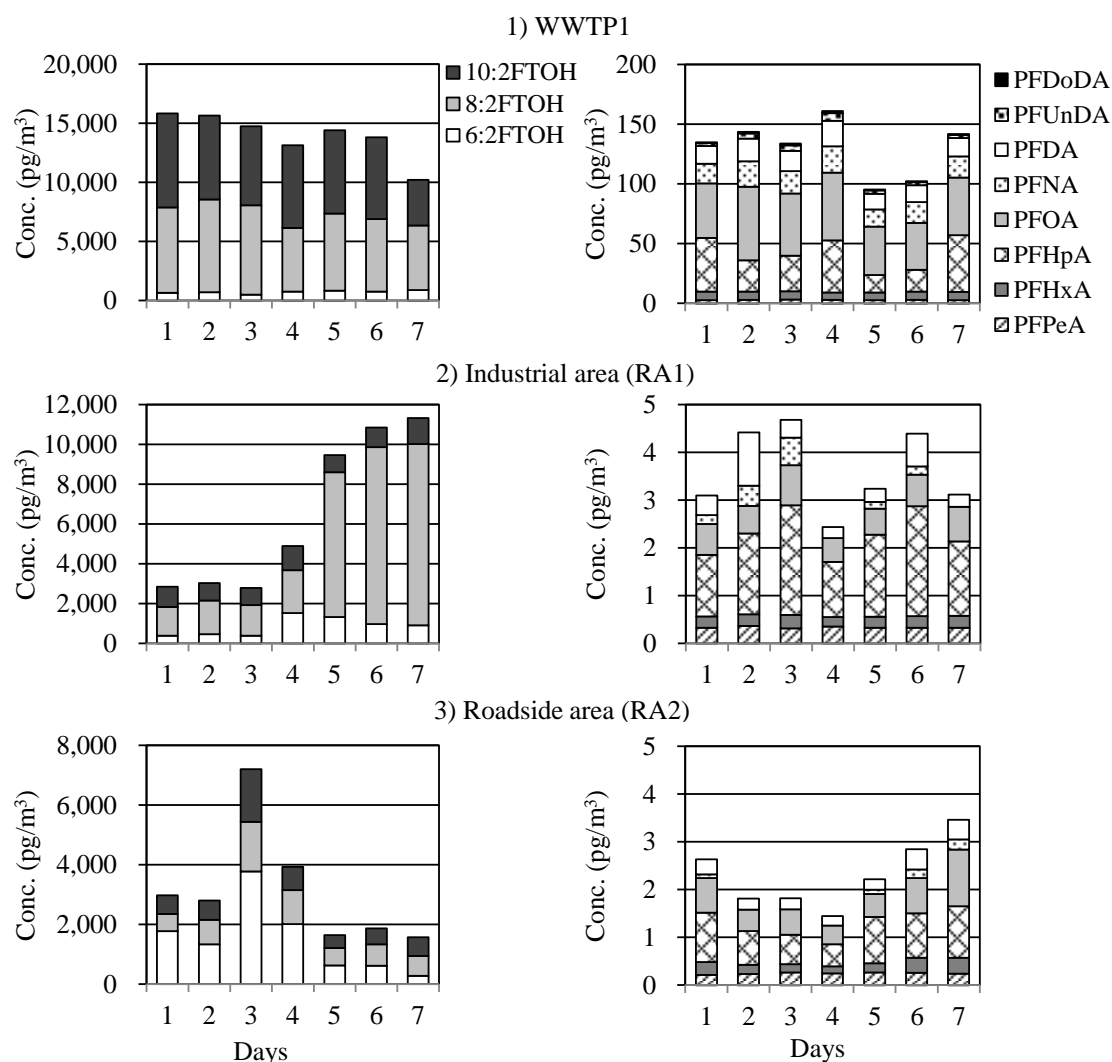 1) WWTP1
20,000
15,000
10,000
5,000
0
Conc. (pg/m³)
1 2 3 4 5 6 7
10:2FTOH
8:2FTOH
6:2FTOH
200
150
100
50
0
Conc. (pg/m³)
1 2 3 4 5 6 7
PFDoDA
PFUnDA
PFDA
PFNA
PFOA
PFHpA
PFHxA
PFPeA
2) Industrial area (RA1)
12,000
10,000
8,000
6,000
4,000
2,000
0
Conc. (pg/m³)
1 2 3 4 5 6 7
5
4
3
2
1
0
Conc. (pg/m³)
1 2 3 4 5 6 7
3) Roadside area (RA2)
8,000
6,000
4,000
2,000
0
Conc. (pg/m³)
1 2 3 4 5 6 7
Days
5
4
3
2
1
0
Conc. (pg/m³)
1 2 3 4 5 6 7
Days